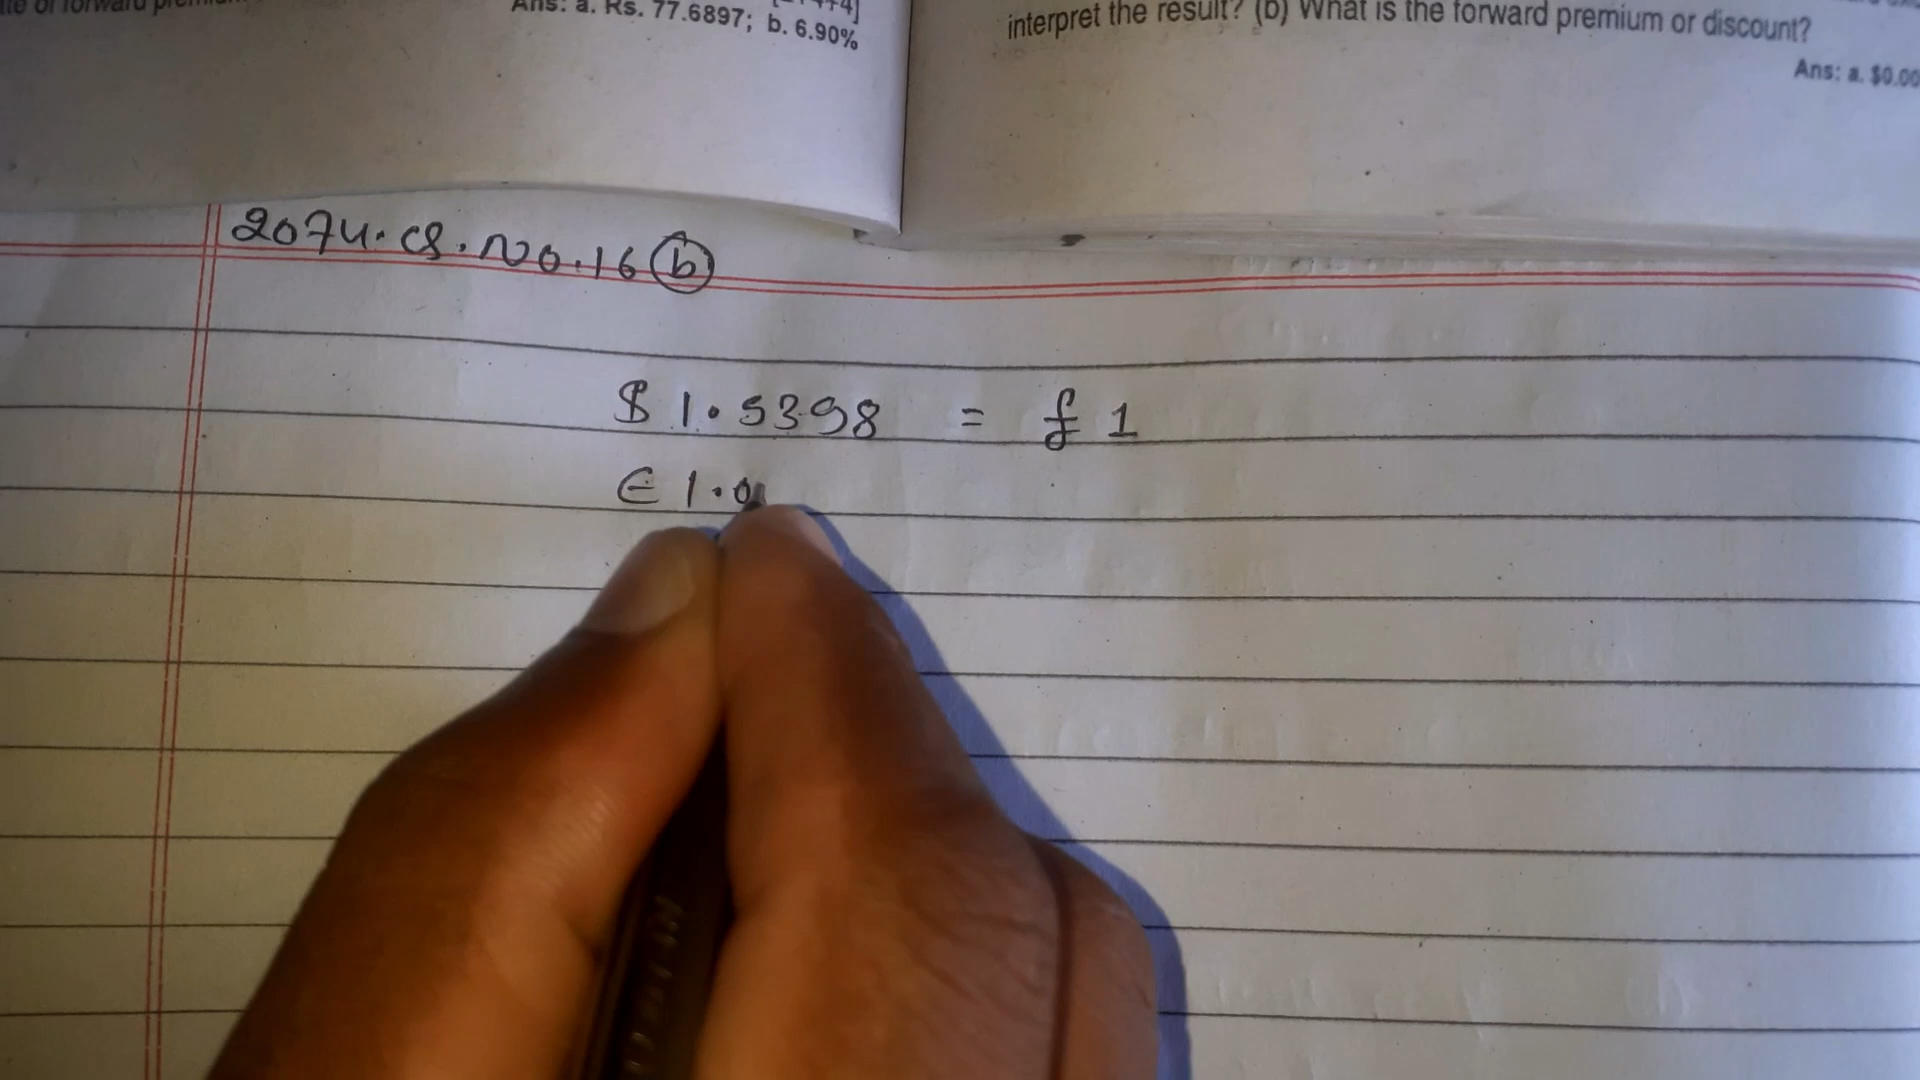 Ans: a. Rs. 77.6897; b. 6.90%
interpret the result? (b) What is the forward premium or discount?
Ans: a. $0.00
2074. Q. No. 16 (b)
$ 1.5398 = £ 1
€ 1.0